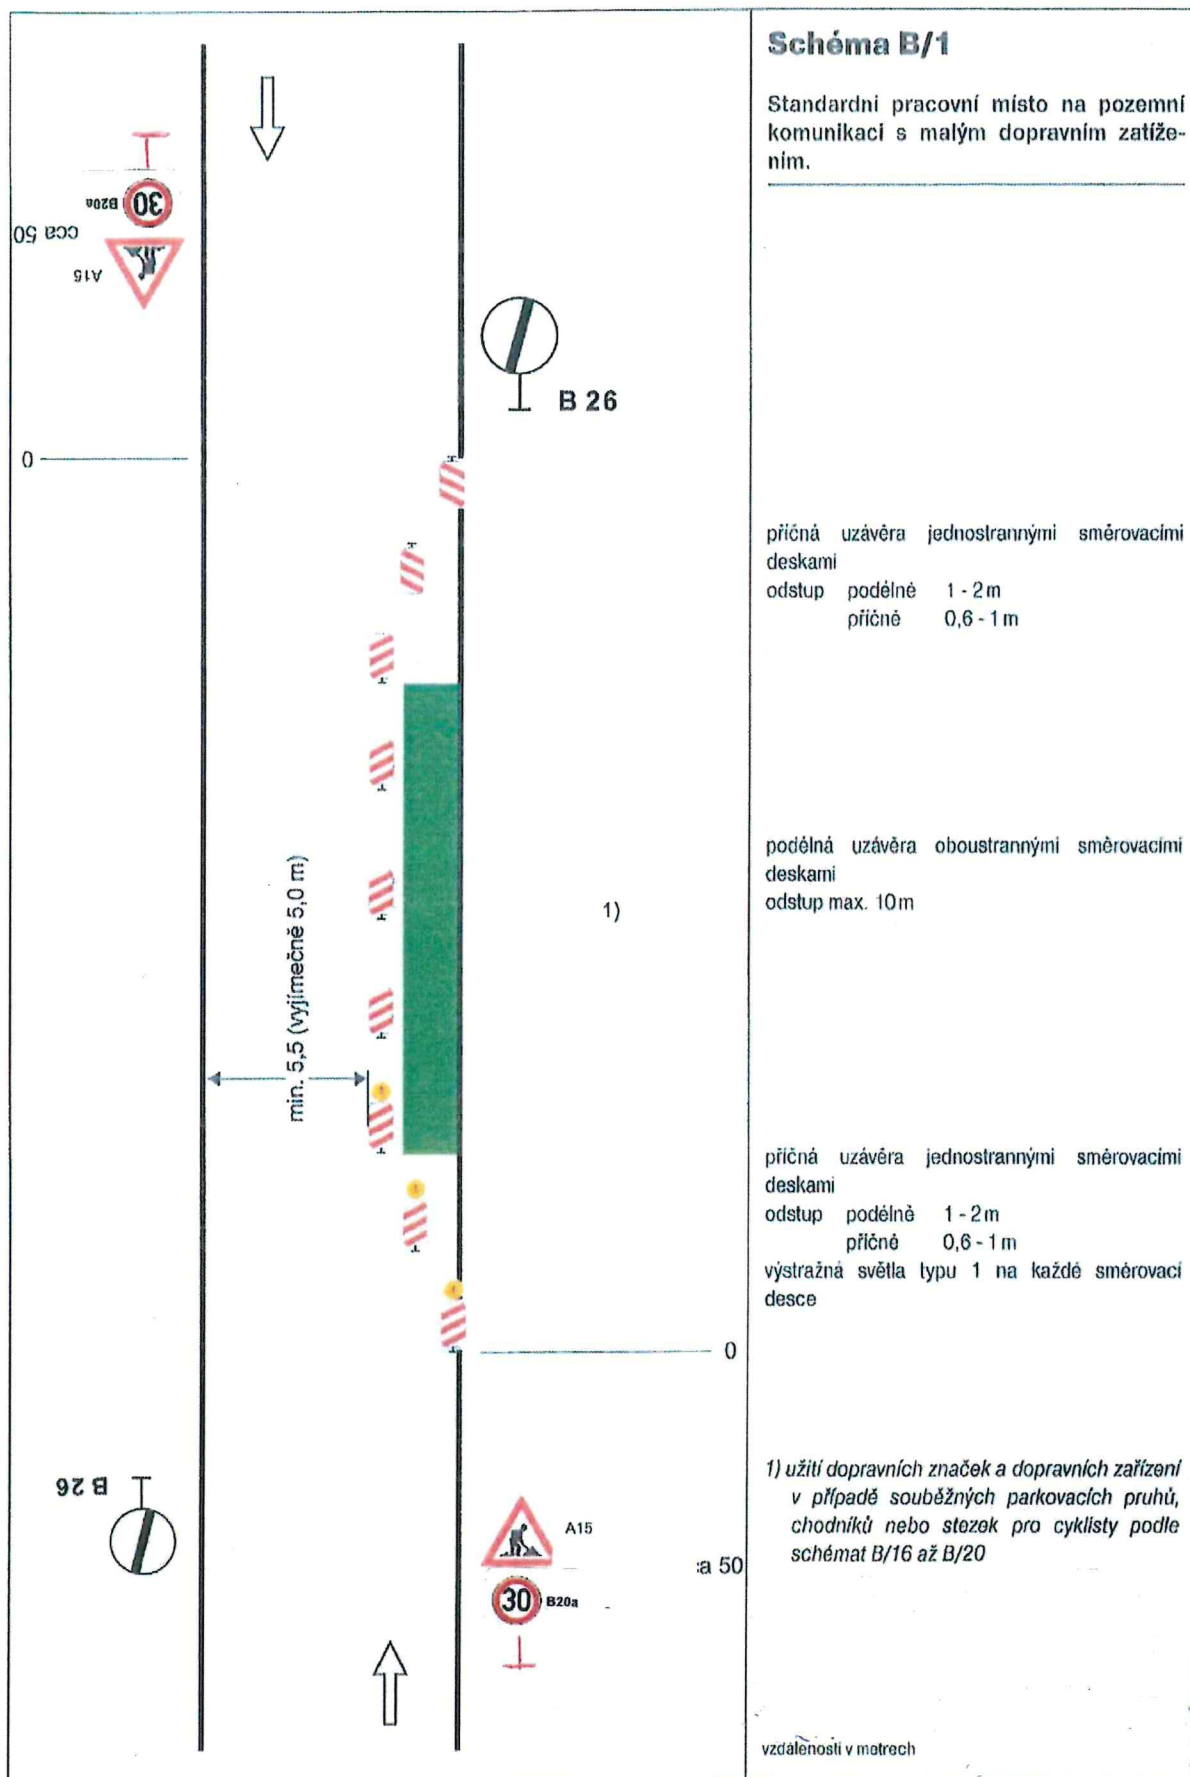 Schéma B/1
Standardní pracovní místo na pozemní
komunikaci s malým dopravním zatíže-
ním.
30
B20a
cca 50
A15
B 26
0
příčná uzávěra jednostrannými směrovacími
deskami
odstup podélně 1 - 2 m
příčně 0,6 - 1 m
podélná uzávěra oboustrannými směrovacími
deskami
odstup max. 10 m
1)
min. 5,5 (vyjímečně 5,0 m)
příčná uzávěra jednostrannými směrovacími
deskami
odstup podélně 1 - 2 m
příčně 0,6 - 1 m
výstražná světla typu 1 na každé směrovací
desce
0
B 26
A15
:a 50
30
B20a
1) užití dopravních značek a dopravních zařízení
v případě souběžných parkovacích pruhů,
chodníků nebo stezek pro cyklisty podle
schémat B/16 až B/20
vzdálenosti v metrech